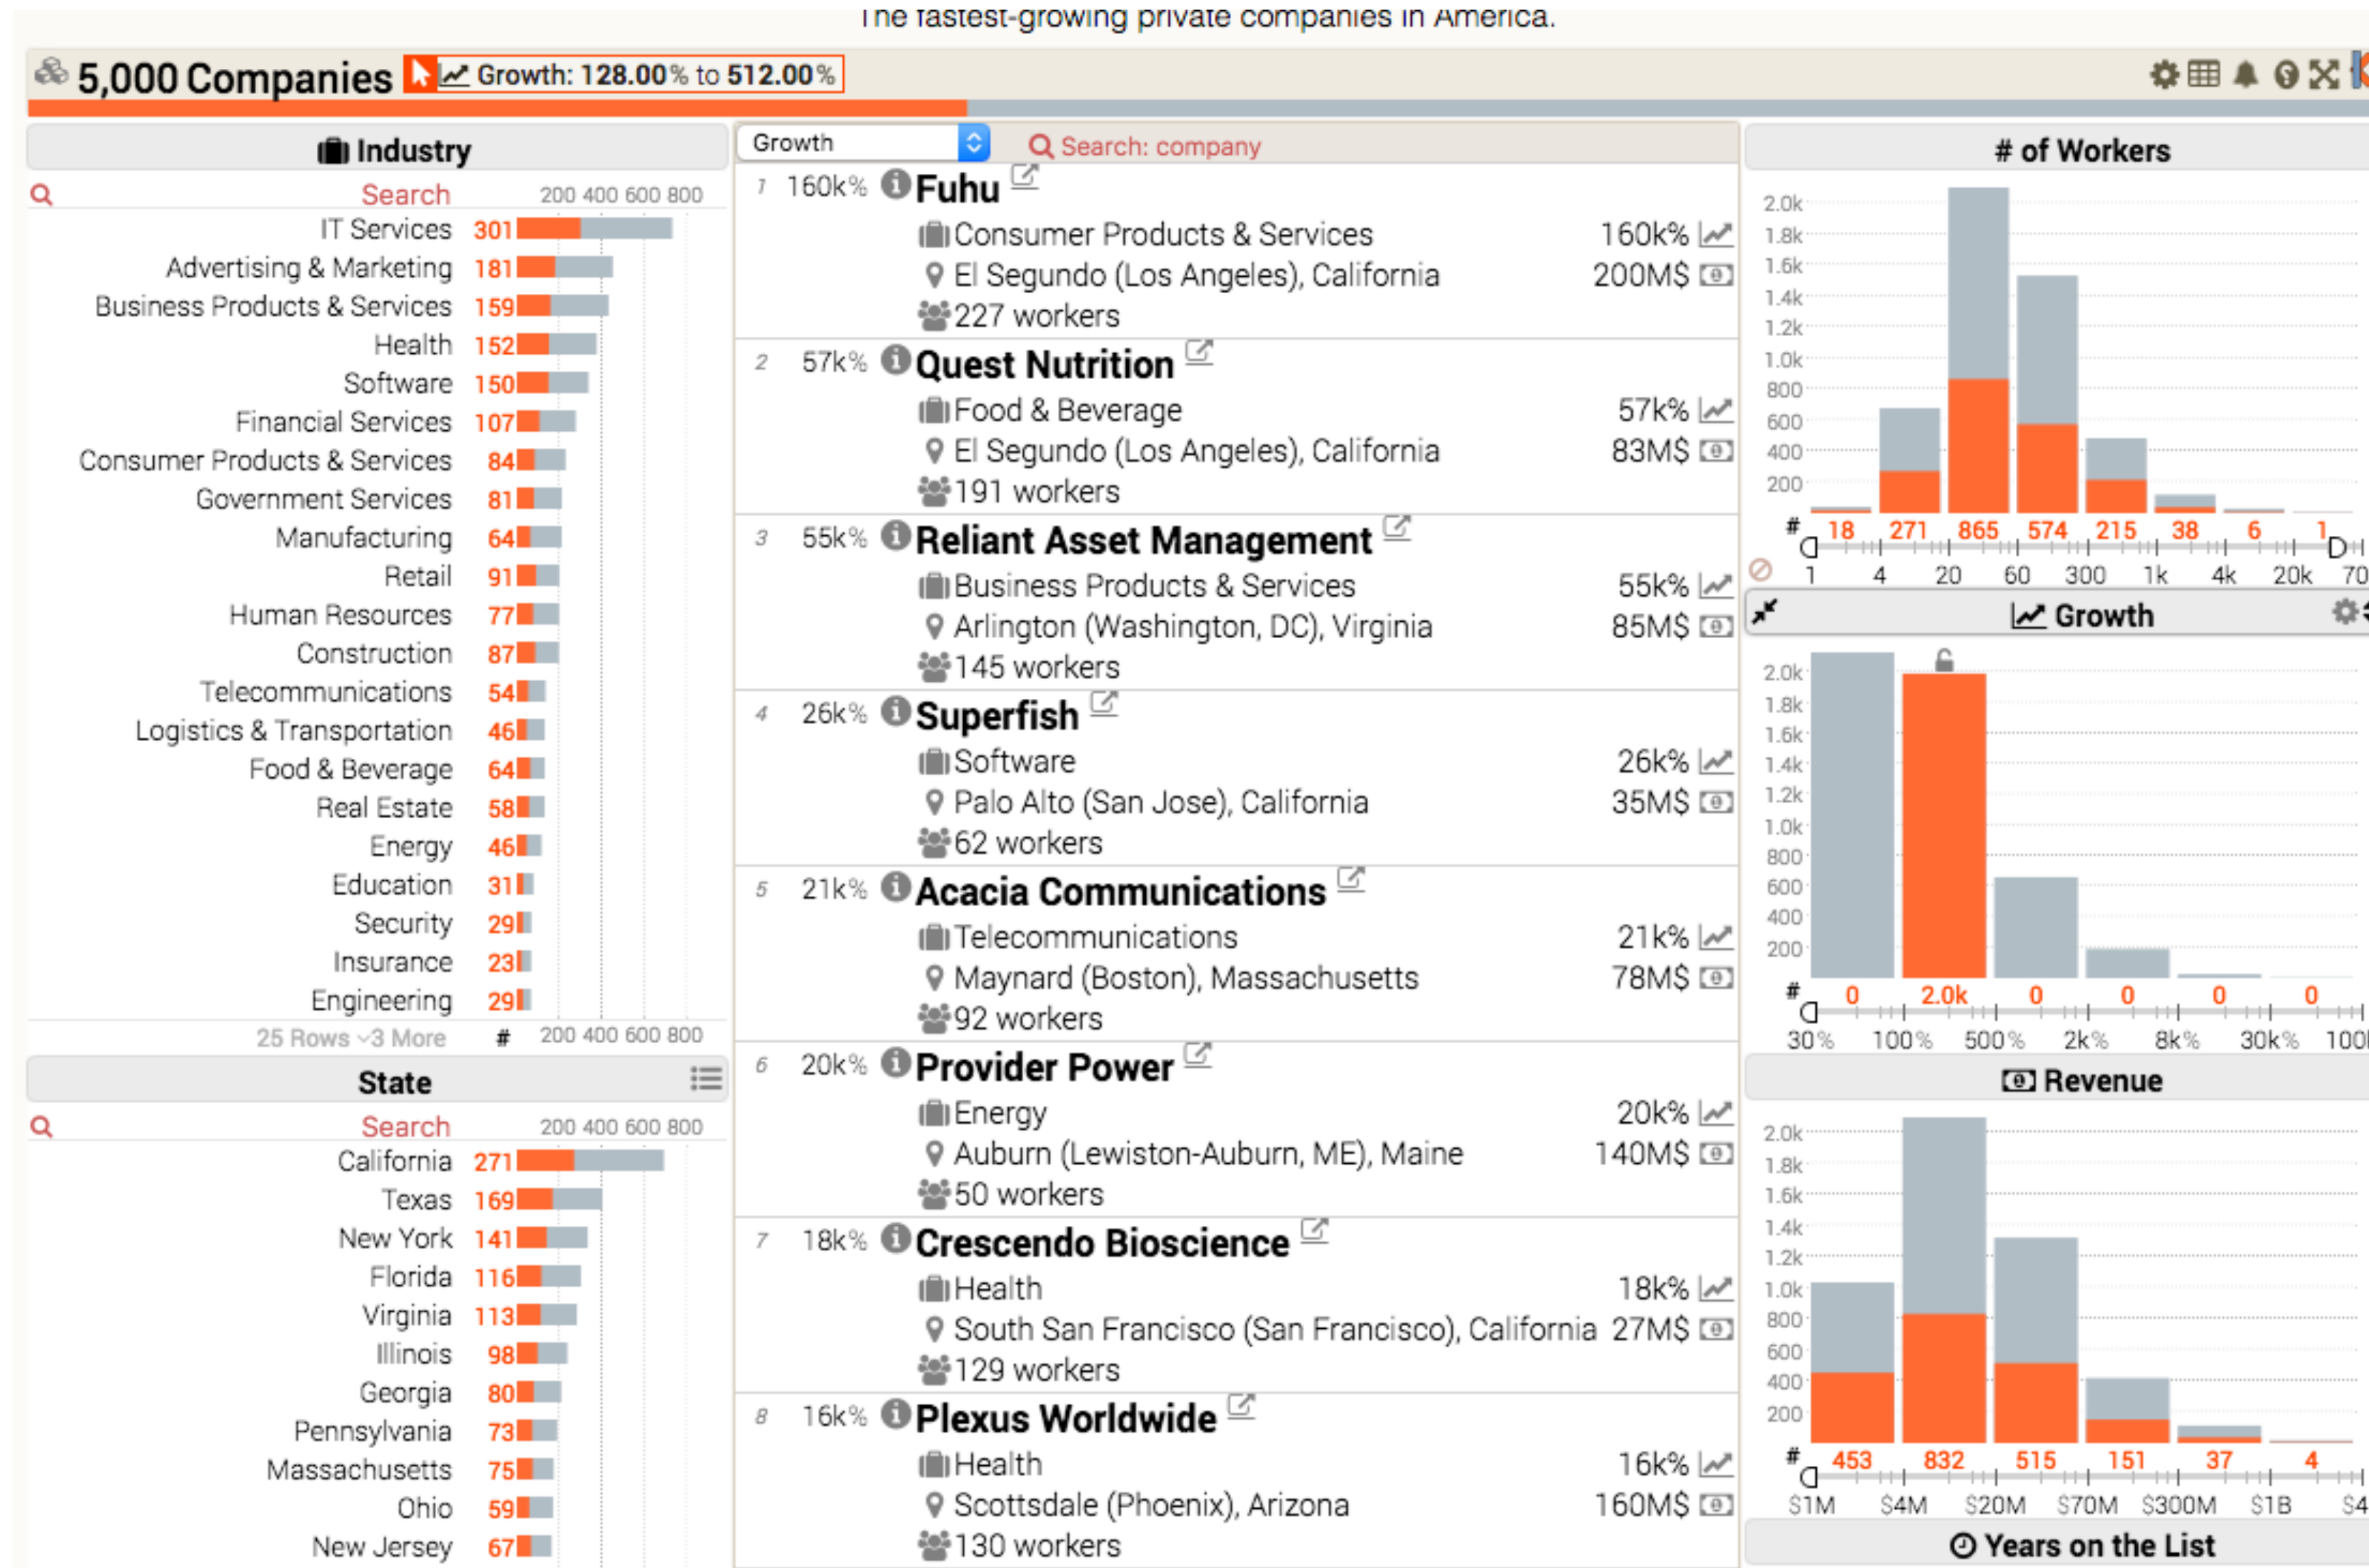 The fastest-growing private companies in America.
5,000 Companies Growth: 128.00% to 512.00%
Industry
Search 200 400 600 800
IT Services 301
Advertising & Marketing 181
Business Products & Services 159
Health 152
Software 150
Financial Services 107
Consumer Products & Services 84
Government Services 81
Manufacturing 64
Retail 91
Human Resources 77
Construction 87
Telecommunications 54
Logistics & Transportation 46
Food & Beverage 64
Real Estate 58
Energy 46
Education 31
Security 29
Insurance 23
Engineering 29
25 Rows 3 More # 200 400 600 800
State
Search 200 400 600 800
California 271
Texas 169
New York 141
Florida 116
Virginia 113
Illinois 98
Georgia 80
Pennsylvania 73
Massachusetts 75
Ohio 59
New Jersey 67
Growth Search: company
1 160k% Fuhu
Consumer Products & Services 160k%
El Segundo (Los Angeles), California 200M$
227 workers
2 57k% Quest Nutrition
Food & Beverage 57k%
El Segundo (Los Angeles), California 83M$
191 workers
3 55k% Reliant Asset Management
Business Products & Services 55k%
Arlington (Washington, DC), Virginia 85M$
145 workers
4 26k% Superfish
Software 26k%
Palo Alto (San Jose), California 35M$
62 workers
5 21k% Acacia Communications
Telecommunications 21k%
Maynard (Boston), Massachusetts 78M$
92 workers
6 20k% Provider Power
Energy 20k%
Auburn (Lewiston-Auburn, ME), Maine 140M$
50 workers
7 18k% Crescendo Bioscience
Health 18k%
South San Francisco (San Francisco), California 27M$
129 workers
8 16k% Plexus Worldwide
Health 16k%
Scottsdale (Phoenix), Arizona 160M$
130 workers
# of Workers
2.0k
1.8k
1.6k
1.4k
1.2k
1.0k
800
600
400
200
# 18 271 865 574 215 38 6 1
1 4 20 60 300 1k 4k 20k 70
Growth
2.0k
1.8k
1.6k
1.4k
1.2k
1.0k
800
600
400
200
# 0 2.0k 0 0 0 0
30% 100% 500% 2k% 8k% 30k% 100
Revenue
2.0k
1.8k
1.6k
1.4k
1.2k
1.0k
800
600
400
200
# 453 832 515 151 37 4
$1M $4M $20M $70M $300M $1B $4
Years on the List